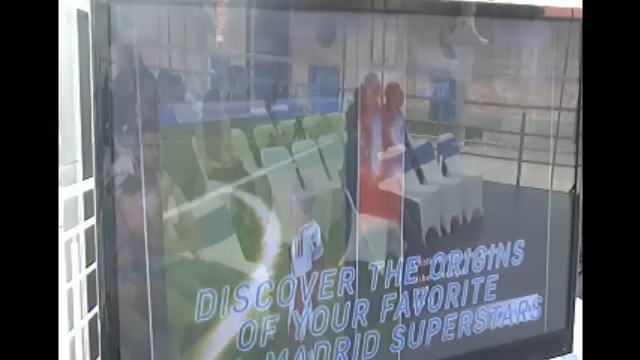 DISCOVER THE ORIGINS
OF YOUR FAVORITE
MADRID SUPERSTARS